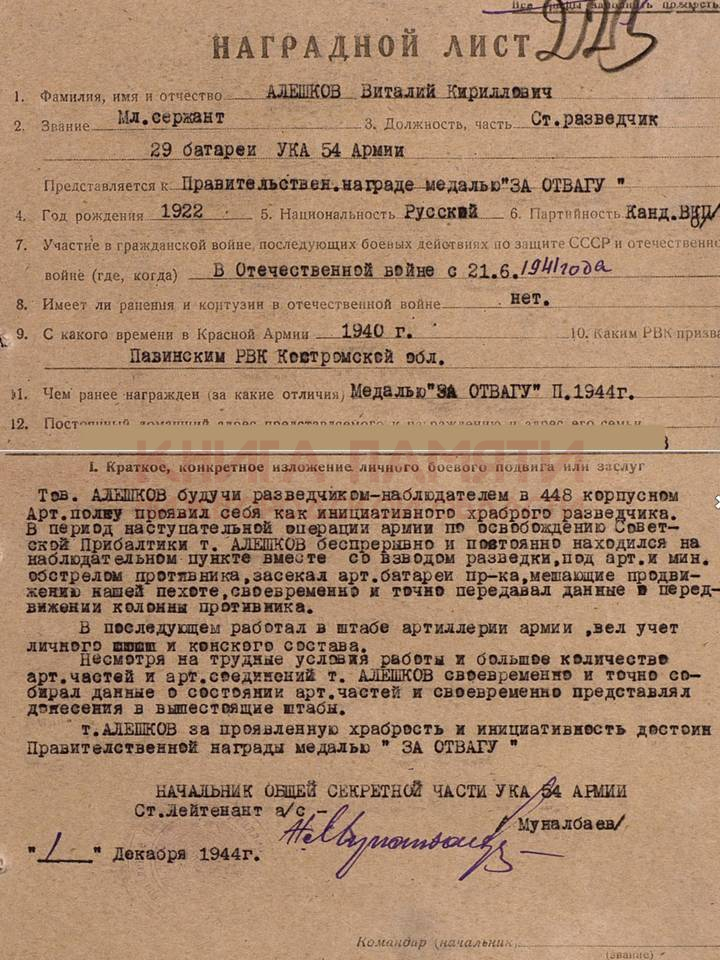 Все
НАГРАДНОЙ ЛИСТ
1. Фамилия, имя и отчество АЛЕШКОВ Виталий Кириллович
2. Звание Мл.сержант 3. Должность, часть Ст.разведчик
29 батареи УКА 54 Армии
Представляется к Правительствен.награде медалью"ЗА ОТВАГУ "
4. Год рождения 1922 5. Национальность Русский 6. Партийность Канд.ВКП/
7. Участие в гражданской войне, последующих боевых действиях по защите СССР и отечественно
войне (где, когда) В Отечественной войне с 21.6.1941года
8. Имеет ли ранения и контузии в отечественной войне нет.
9. С какого времени в Красной Армии 1940 г. 10. Каким РВК призва
Павинским РВК Костромской обл.
11. Чем ранее награжден (за какие отличия) Медалью"ЗА ОТВАГУ" П.1944г.
12. Постоянный домашний адрес представляемого к награждению и адрес его семьи
КНИГА ПАМЯТИ
I. Краткое, конкретное изложение личного боевого подвига или заслуг
Тов. АЛЕШКОВ будучи разведчиком-наблюдателем в 448 корпусном
Арт.полку проявил себя как инициативного храброго разведчика.
В период наступательной операции армии по освобождению Совет-
ской Прибалтики т. АЛЕШКОВ беспрерывно и постоянно находился на
наблюдательном пункте вместе со взводом разведки,под арт.и мин.
обстрелом противника,засекал арт.батареи пр-ка,мешающие продви-
жению нашей пехоте,своевременно и точно передавал данные о перед-
вижении колонны противника.
В последующем работал в штабе артиллерии армии ,вел учет
личного и конского состава.
Несмотря на трудные условия работы и большое количество
арт.частей и арт.соединений т. АЛЕШКОВ своевременно и точно со-
бирал данные о состоянии арт.частей и своевременно представлял
донесения в вышестоящие штабы.
т.АЛЕШКОВ за проявленную храбрость и инициативность достоин
Правителственной награды медалью " ЗА ОТВАГУ "
НАЧАЛЬНИК ОБЩЕЙ СЕКРЕТНОЙ ЧАСТИ УКА 54 АРМИИ
Ст.Лейтенант а/с -
/ Муналбаев/
" 1 " Декабря 1944г.
Командир (начальник)
(звание)